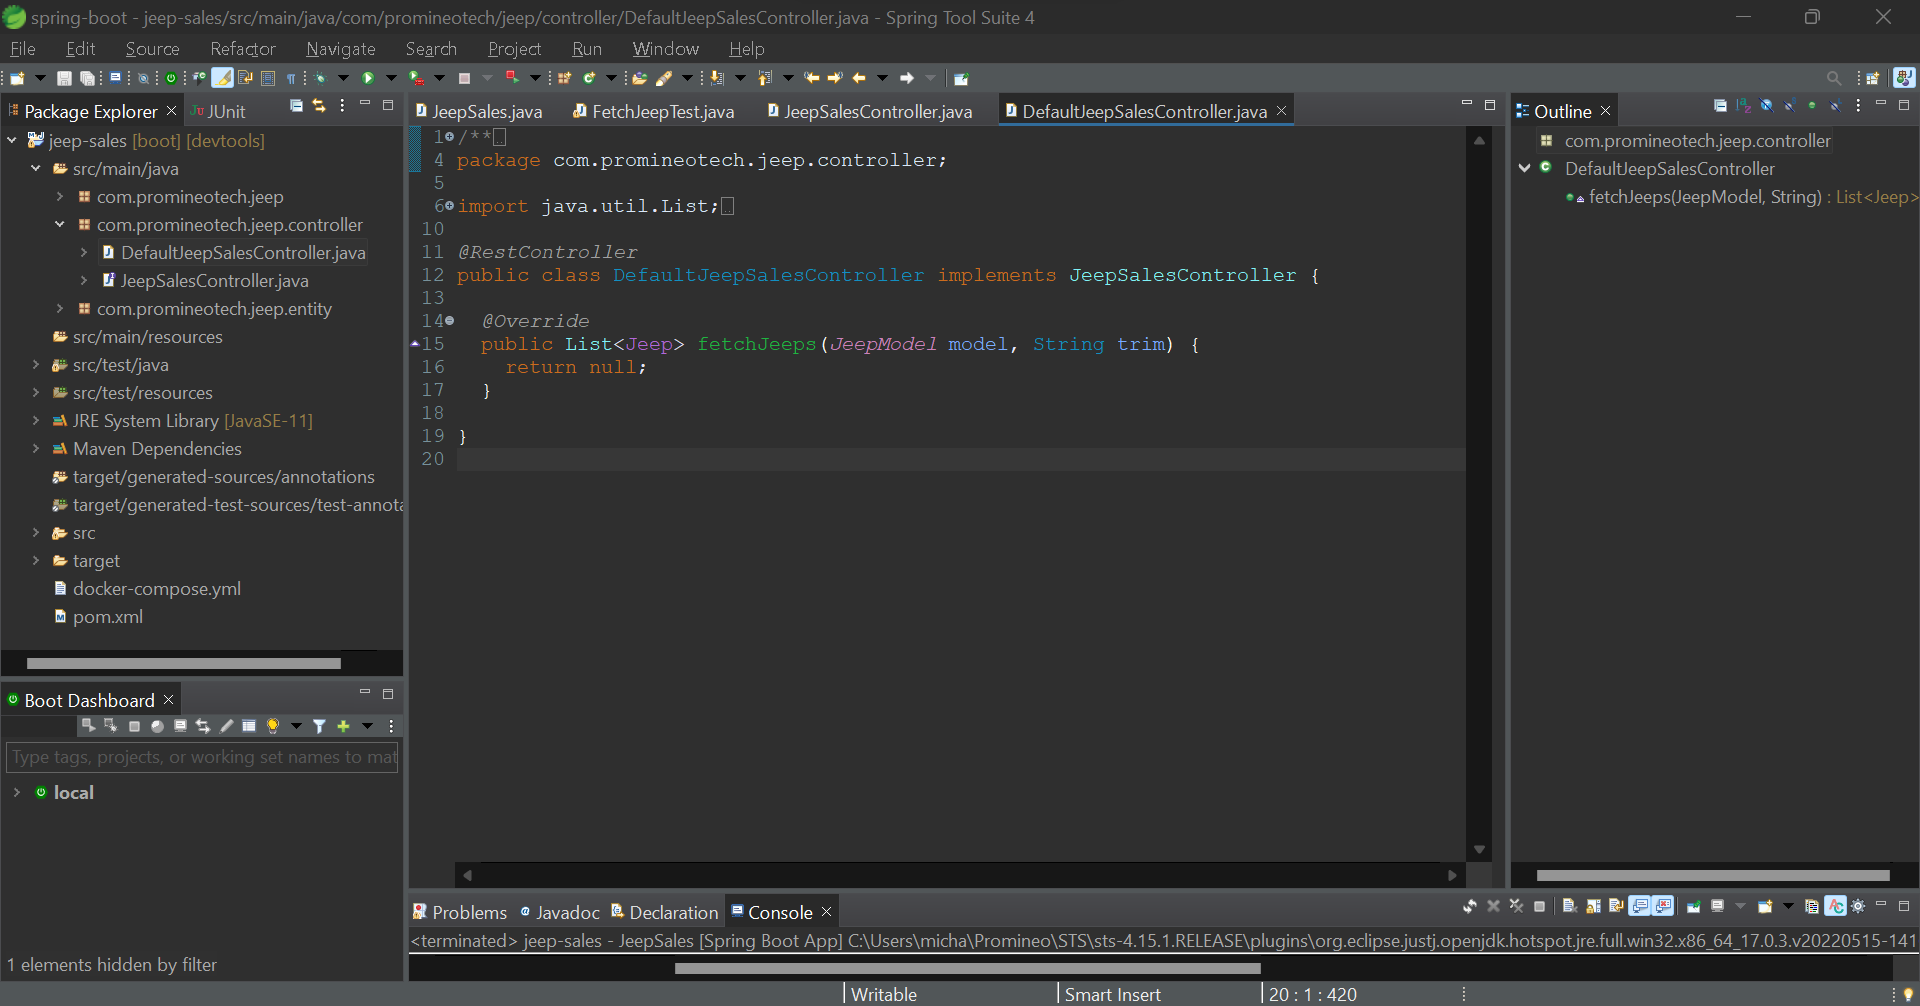 spring-boot - jeep-sales/src/main/java/com/promineotech/jeep/controller/DefaultJeepSalesController.java - Spring Tool Suite 4
File Edit Source Refactor Navigate Search Project Run Window Help
Package Explorer
JUnit
jeep-sales [boot] [devtools]
src/main/java
com.promineotech.jeep
com.promineotech.jeep.controller
DefaultJeepSalesController.java
JeepSalesController.java
com.promineotech.jeep.entity
src/main/resources
src/test/java
src/test/resources
JRE System Library [JavaSE-11]
Maven Dependencies
target/generated-sources/annotations
target/generated-test-sources/test-annota
src
target
docker-compose.yml
pom.xml
Boot Dashboard
Type tags, projects, or working set names to mat
local
1 elements hidden by filter
JeepSales.java FetchJeepTest.java JeepSalesController.java DefaultJeepSalesController.java
1 /**
4 package com.promineotech.jeep.controller;
5
6 import java.util.List;
10
11 @RestController
12 public class DefaultJeepSalesController implements JeepSalesController {
13
14 @Override
15 public List<Jeep> fetchJeeps(JeepModel model, String trim) {
16 return null;
17 }
18
19 }
20
Outline
com.promineotech.jeep.controller
DefaultJeepSalesController
fetchJeeps(JeepModel, String) : List<Jeep>
Problems Javadoc Declaration Console
<terminated> jeep-sales - JeepSales [Spring Boot App] C:\Users\micha\Promineo\STS\sts-4.15.1.RELEASE\plugins\org.eclipse.justj.openjdk.hotspot.jre.full.win32.x86_64_17.0.3.v20220515-141
Writable Smart Insert 20 : 1 : 420